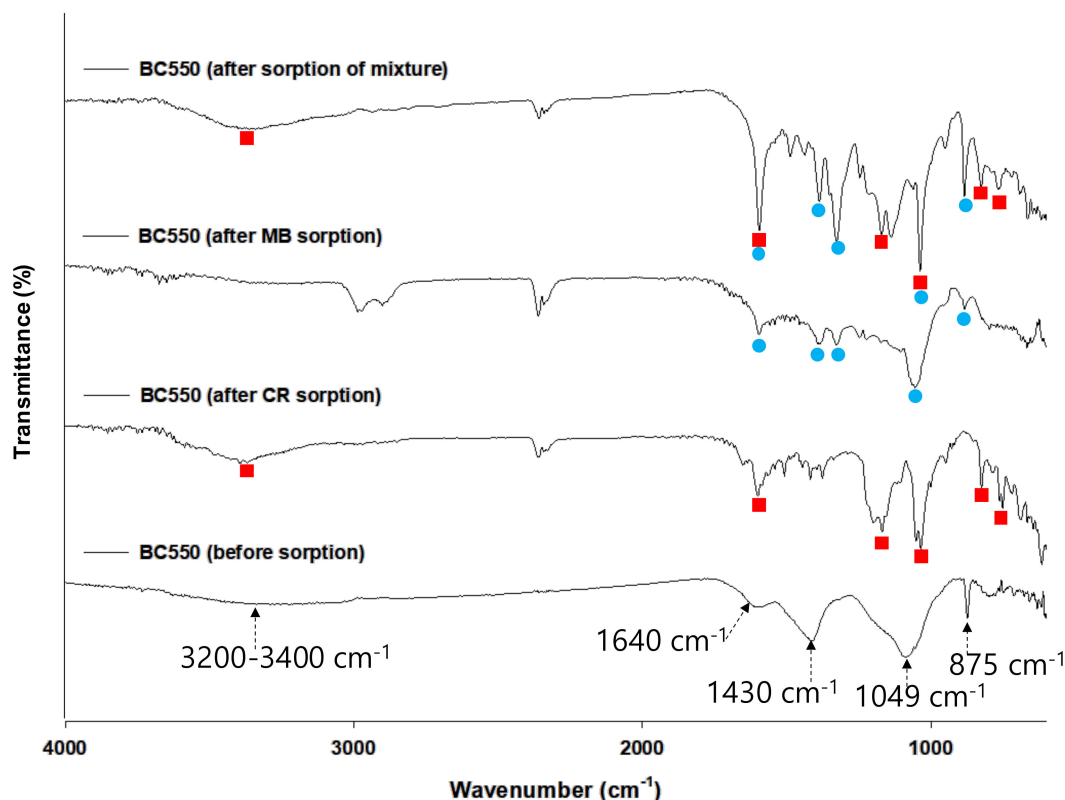 BC550 (after sorption of mixture)
BC550 (after MB sorption)
BC550 (after CR sorption)
BC550 (before sorption)
3200-3400 cm⁻¹
1640 cm⁻¹
1430 cm⁻¹
1049 cm⁻¹
875 cm⁻¹
Transmittance (%)
4000
3000
2000
1000
Wavenumber (cm⁻¹)